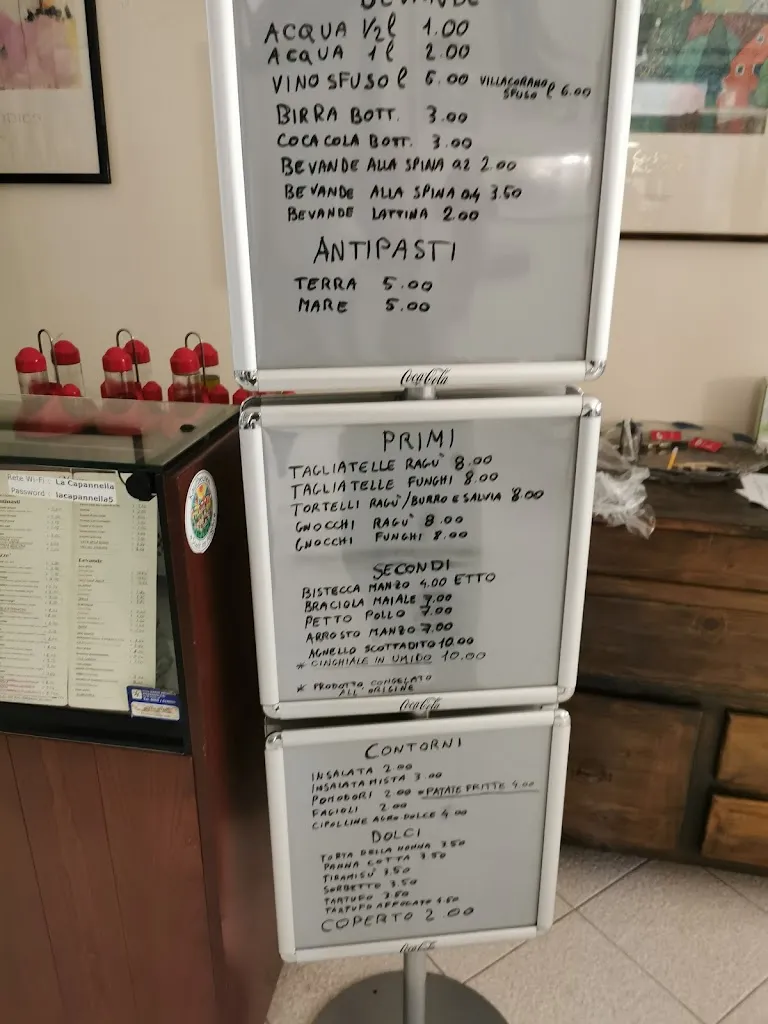 BEVANDE
ACQUA ½ℓ 1.00
ACQUA 1ℓ 2.00
VINO SFUSO ℓ 6.00 VILLACORANO SFUSO ℓ 6.00
BIRRA BOTT. 3.00
COCA COLA BOTT. 3.00
BEVANDE ALLA SPINA 0.2 2.00
BEVANDE ALLA SPINA 0.4 3.50
BEVANDE LATTINA 2.00
ANTIPASTI
TERRA 5.00
MARE 5.00
Coca-Cola
PRIMI
TAGLIATELLE RAGU' 8.00
TAGLIATELLE FUNGHI 8.00
TORTELLI RAGU'/BURRO E SALVIA 8.00
GNOCCHI RAGU' 8.00
GNOCCHI FUNGHI 8.00
SECONDI
BISTECCA MANZO 4.00 ETTO
BRACIOLA MAIALE 7.00
PETTO POLLO 7.00
ARROSTO MANZO 7.00
AGNELLO SCOTTADITO 10.00
* CINGHIALE IN UMIDO 10.00
* PRODOTTO CONGELATO
ALL'ORIGINE
Coca-Cola
CONTORNI
INSALATA 2.00
INSALATA MISTA 3.00
POMODORI 2.00 *PATATE FRITTE 4.00
FAGIOLI 2.00
CIPOLLINE AGRO-DOLCE 4.00
DOLCI
TORTA DELLA NONNA 3.50
PANNA COTTA 3.50
TIRAMISU' 3.50
SORBETTO 3.50
TARTUFO 3.50
TARTUFO AFFOGATO 4.50
COPERTO 2.00
Coca-Cola
Rete Wi-Fi: La Capannella
Password: lacapannella5